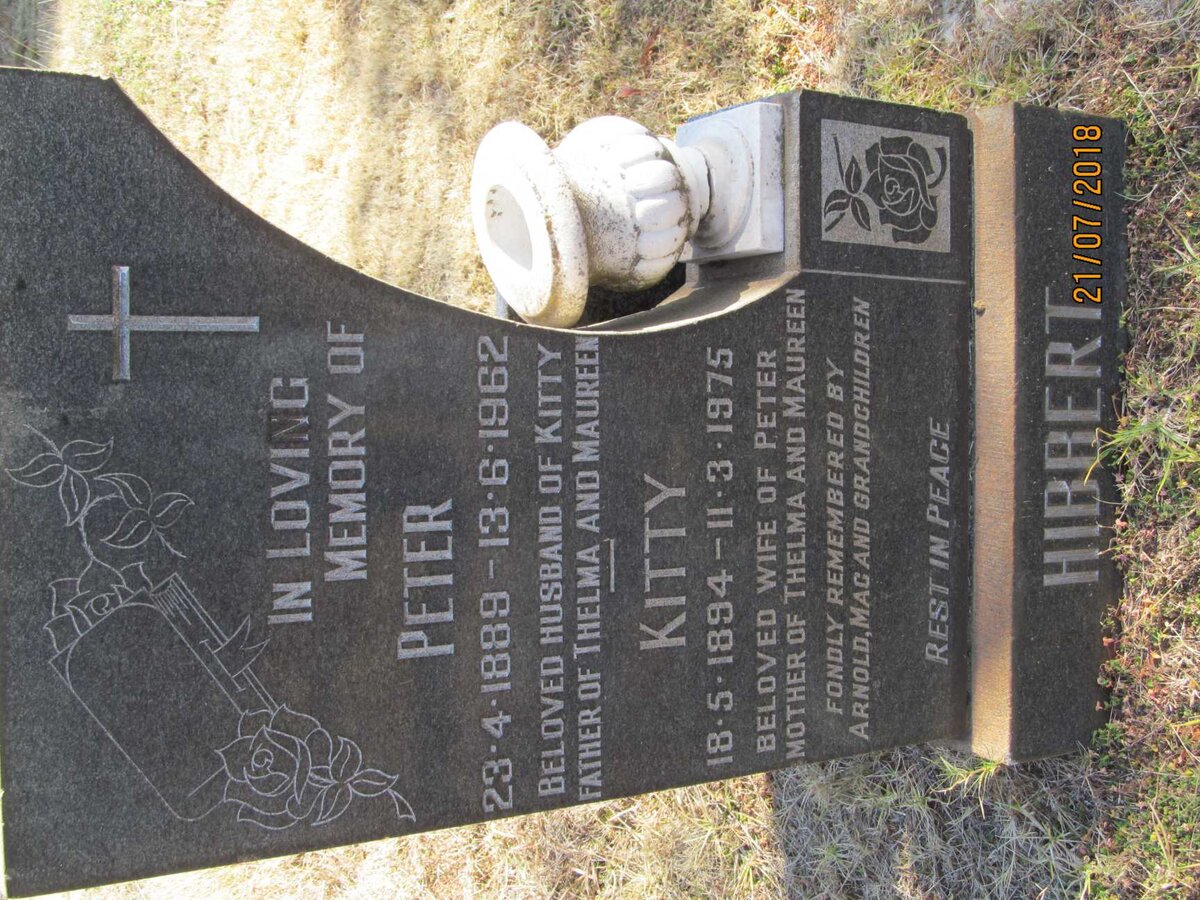 IN LOVING
MEMORY OF
PETER
23·4·1889 – 13·6·1962
BELOVED HUSBAND OF KITTY
FATHER OF THELMA AND MAUREEN
KITTY
18·5·1894 – 11·3·1975
BELOVED WIFE OF PETER
MOTHER OF THELMA AND MAUREEN
FONDLY REMEMBERED BY
ARNOLD, MAC AND GRANDCHILDREN
REST IN PEACE
HIBBERT
21/07/2018